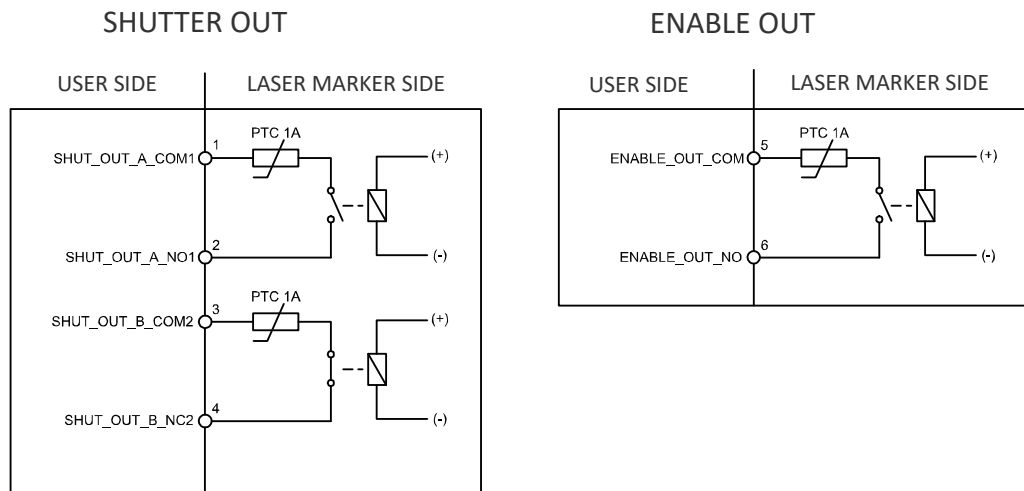 SHUTTER OUT
USER SIDE
LASER MARKER SIDE
SHUT_OUT_A_COM1
1
PTC 1A
(+)
SHUT_OUT_A_NO1
2
(-)
SHUT_OUT_B_COM2
3
PTC 1A
(+)
SHUT_OUT_B_NC2
4
(-)
ENABLE OUT
USER SIDE
LASER MARKER SIDE
ENABLE_OUT_COM
5
PTC 1A
(+)
ENABLE_OUT_NO
6
(-)